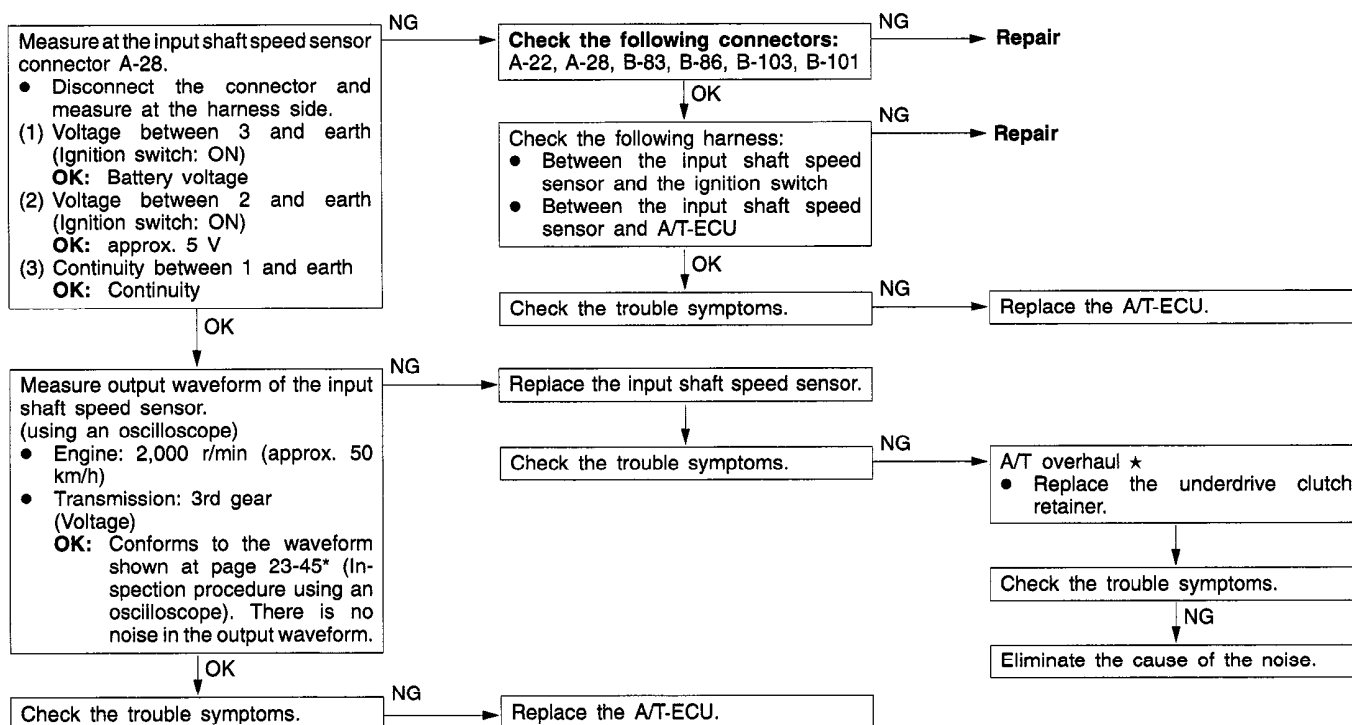 Measure at the input shaft speed sensor
connector A-28.
● Disconnect the connector and
measure at the harness side.
(1) Voltage between 3 and earth
(Ignition switch: ON)
OK: Battery voltage
(2) Voltage between 2 and earth
(Ignition switch: ON)
OK: approx. 5 V
(3) Continuity between 1 and earth
OK: Continuity
NG
Check the following connectors:
A-22, A-28, B-83, B-86, B-103, B-101
NG
Repair
OK
Check the following harness:
● Between the input shaft speed
sensor and the ignition switch
● Between the input shaft speed
sensor and A/T-ECU
NG
Repair
OK
Check the trouble symptoms.
NG
Replace the A/T-ECU.
OK
Measure output waveform of the input
shaft speed sensor.
(using an oscilloscope)
● Engine: 2,000 r/min (approx. 50
km/h)
● Transmission: 3rd gear
(Voltage)
OK: Conforms to the waveform
shown at page 23-45* (In-
spection procedure using an
oscilloscope). There is no
noise in the output waveform.
NG
Replace the input shaft speed sensor.
Check the trouble symptoms.
NG
A/T overhaul ★
● Replace the underdrive clutch
retainer.
Check the trouble symptoms.
NG
Eliminate the cause of the noise.
OK
Check the trouble symptoms.
NG
Replace the A/T-ECU.